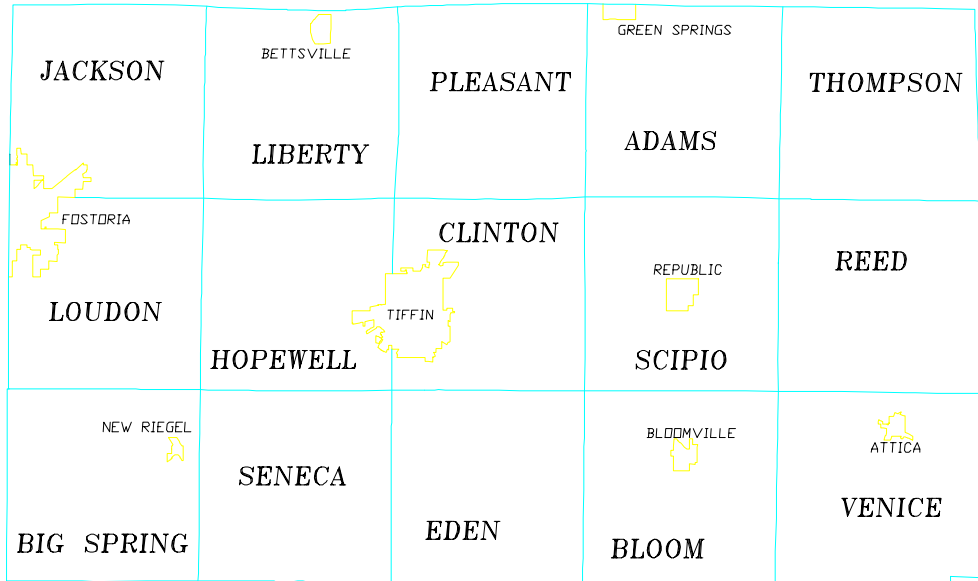 GREEN SPRINGS
BETTSVILLE
JACKSON
PLEASANT
THOMPSON
ADAMS
LIBERTY
FOSTORIA
CLINTON
REED
REPUBLIC
LOUDON
TIFFIN
HOPEWELL
SCIPIO
NEW RIEGEL
BLOOMVILLE
ATTICA
SENECA
VENICE
EDEN
BIG SPRING
BLOOM